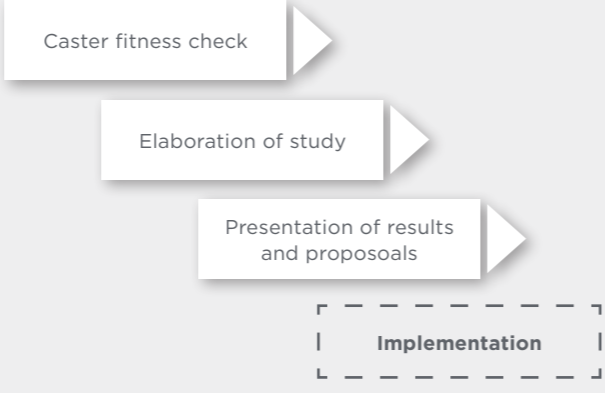 Caster fitness check
Elaboration of study
Presentation of results
and proposoals
Implementation